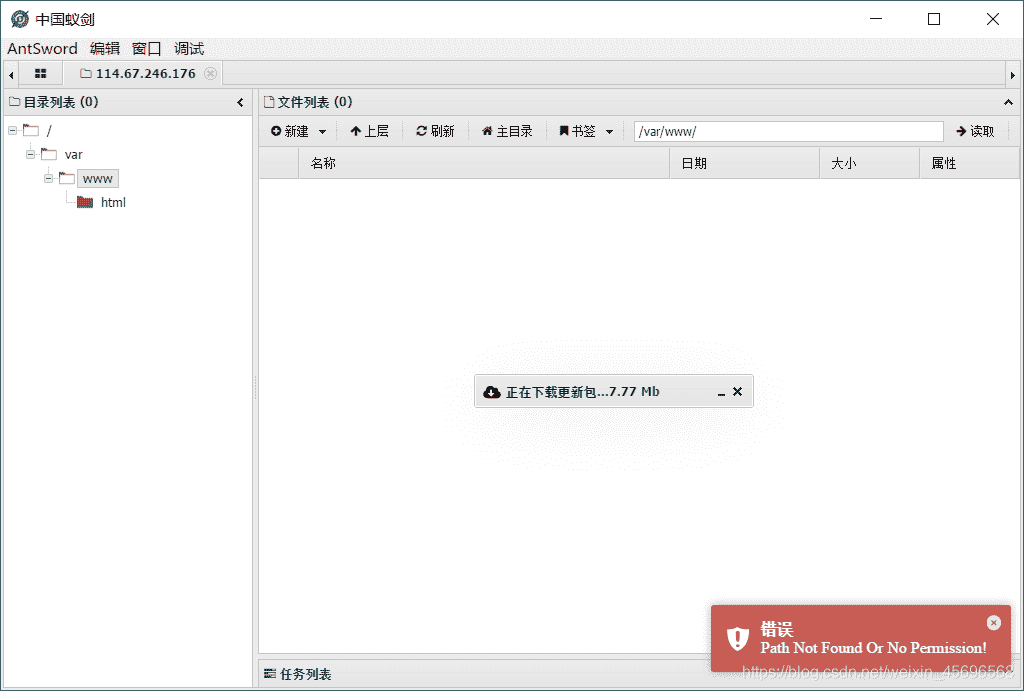 中国蚁剑
AntSword 编辑 窗口 调试
114.67.246.176
目录列表 (0)
/
var
www
html
文件列表 (0)
新建 上层 刷新 主目录 书签 /var/www/ 读取
名称 日期 大小 属性
正在下载更新包...7.77 Mb
错误
Path Not Found Or No Permission!
任务列表
https://blog.csdn.net/weixin_45696568